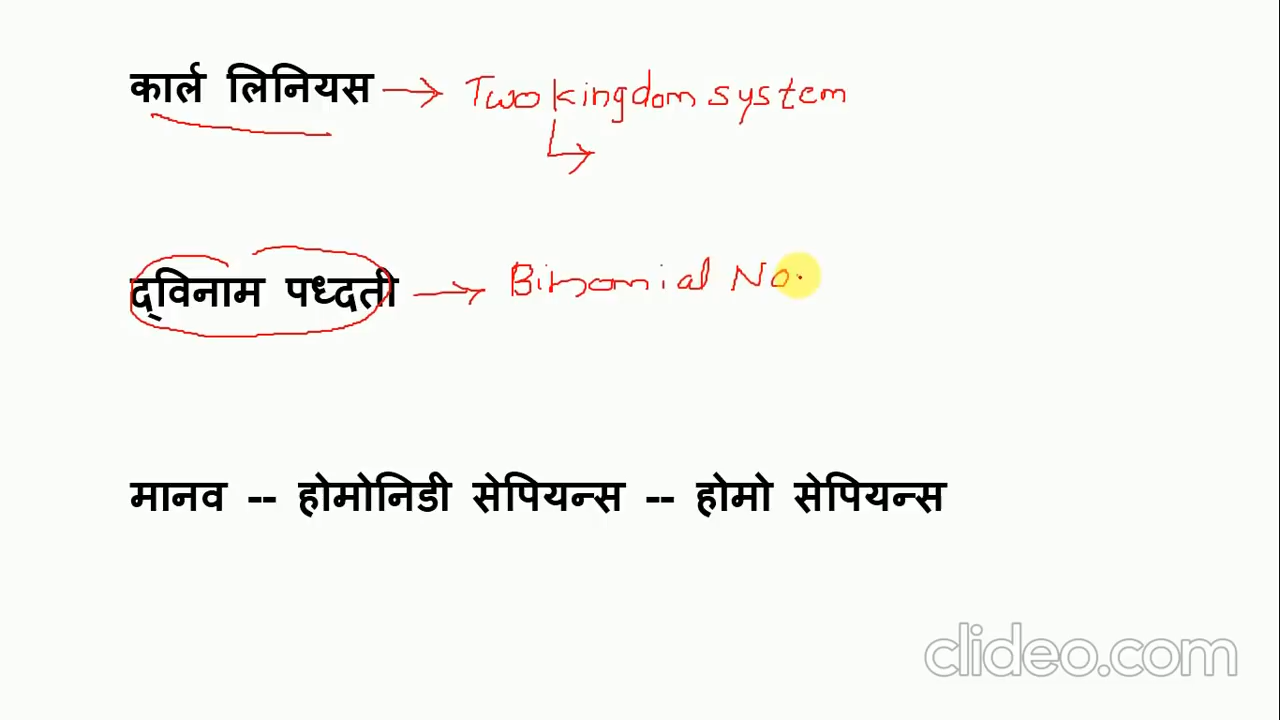 कार्ल लिनियस → Two kingdom system
द्‌विनाम पध्दती → Binomial No
मानव -- होमोनिडी सेपियन्स -- होमो सेपियन्स
clideo.com